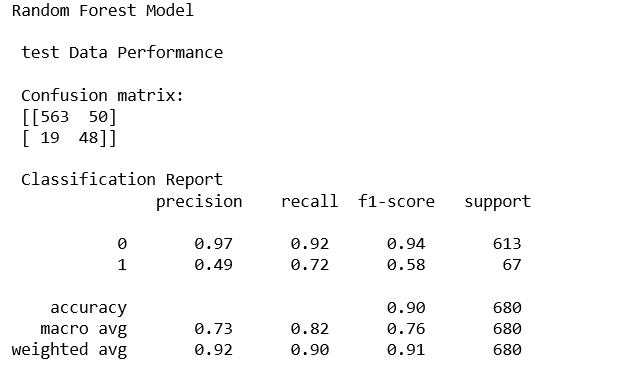 Random Forest Model
test Data Performance
Confusion matrix:
[[563  50]
[ 19  48]]
Classification Report
precision    recall  f1-score   support
0       0.97      0.92      0.94       613
1       0.49      0.72      0.58        67
accuracy                           0.90       680
macro avg       0.73      0.82      0.76       680
weighted avg       0.92      0.90      0.91       680